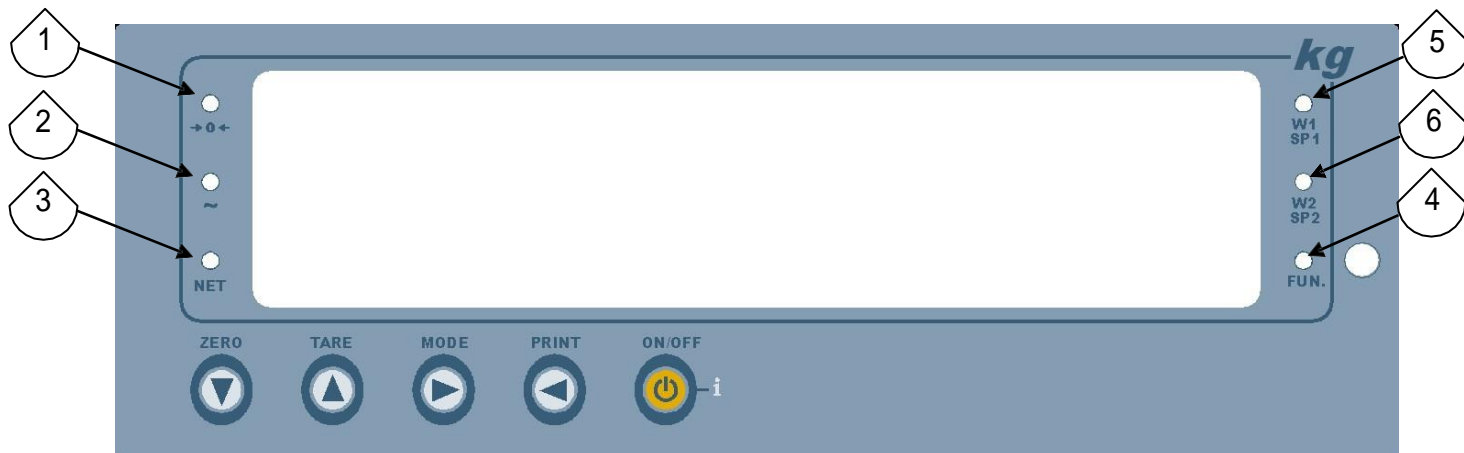 1
kg
5
→0←
W1
SP1
2
~
6
W2
SP2
3
NET
4
FUN.
ZERO TARE MODE PRINT ON/OFF
i